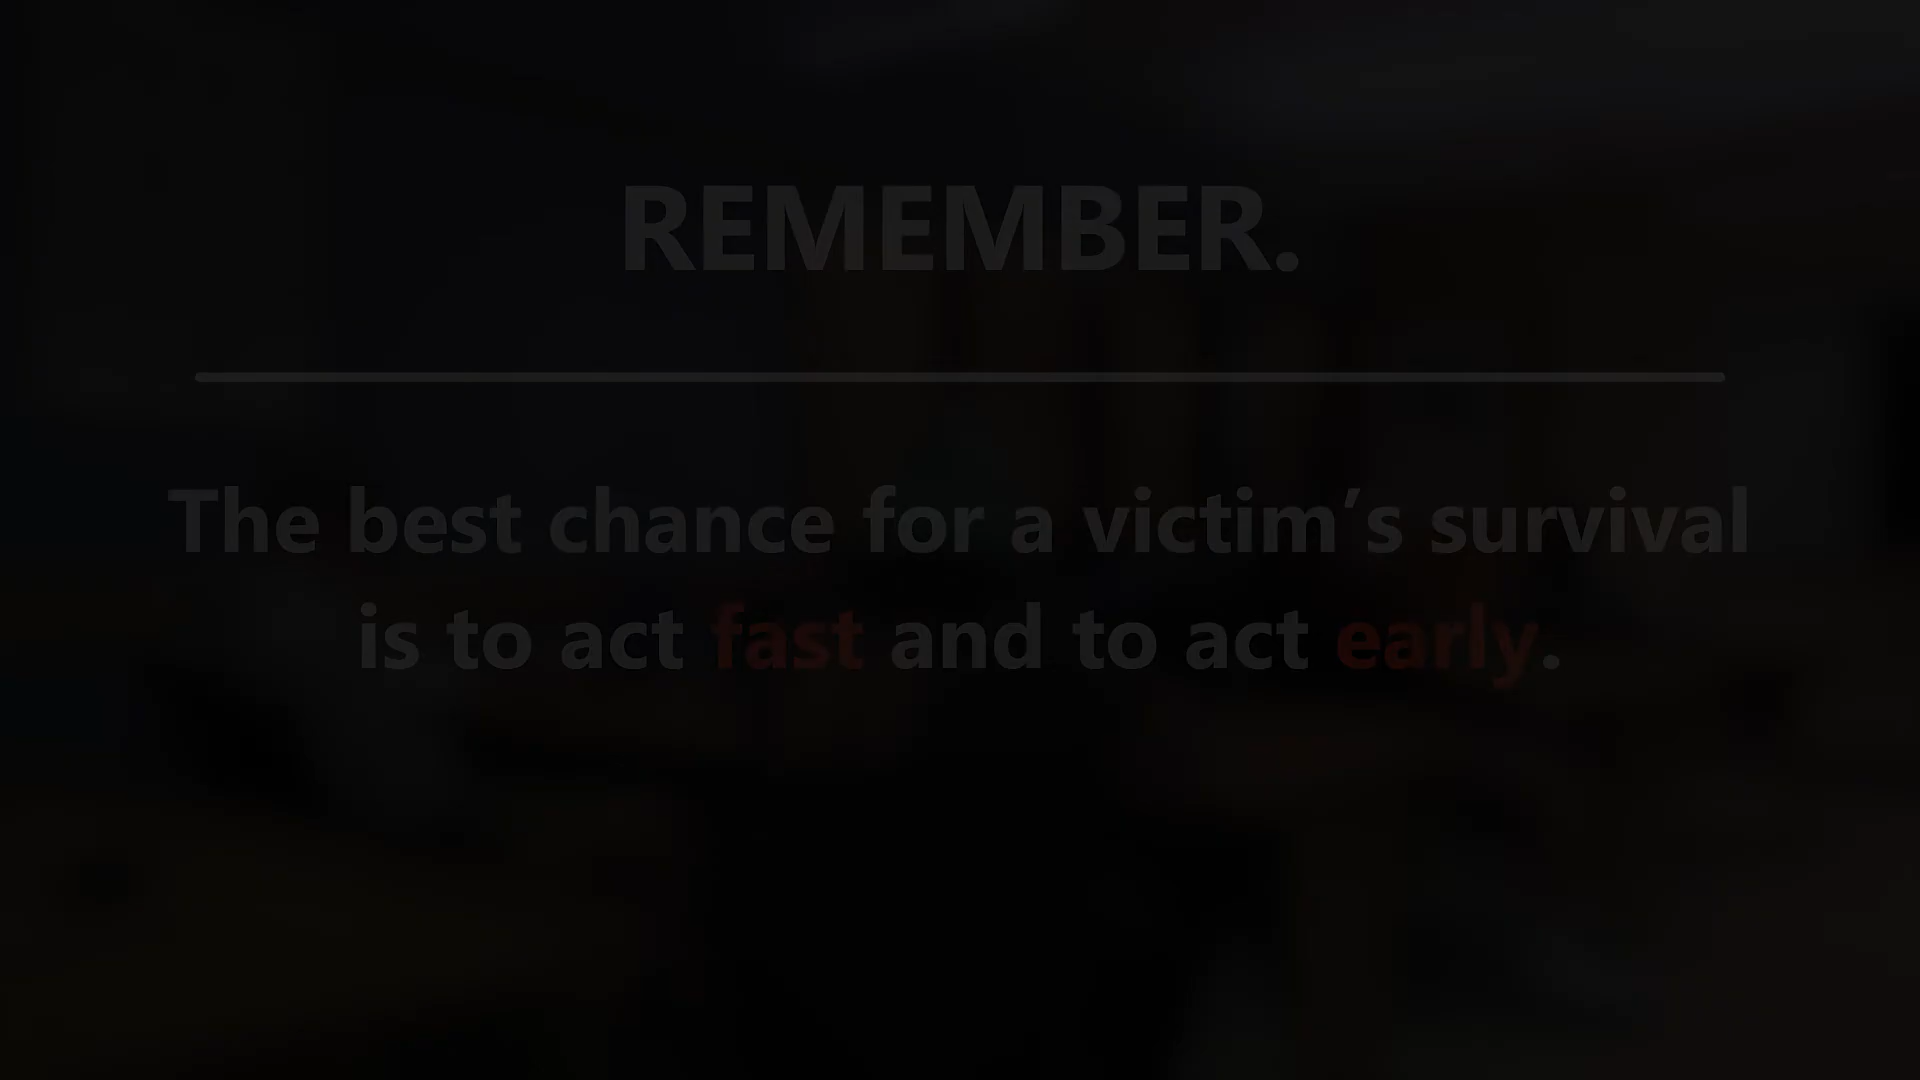 REMEMBER.
The best chance for a victim’s survival
is to act fast and to act early.